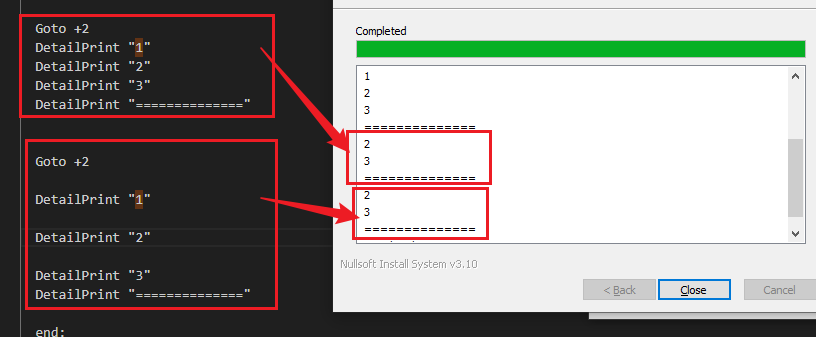 Goto +2
DetailPrint "1"
DetailPrint "2"
DetailPrint "3"
DetailPrint "=============="
Goto +2
DetailPrint "1"
DetailPrint "2"
DetailPrint "3"
DetailPrint "=============="
end:
Completed
1
2
3
==============
2
3
==============
2
3
==============
Nullsoft Install System v3.10
< Back
Close
Cancel